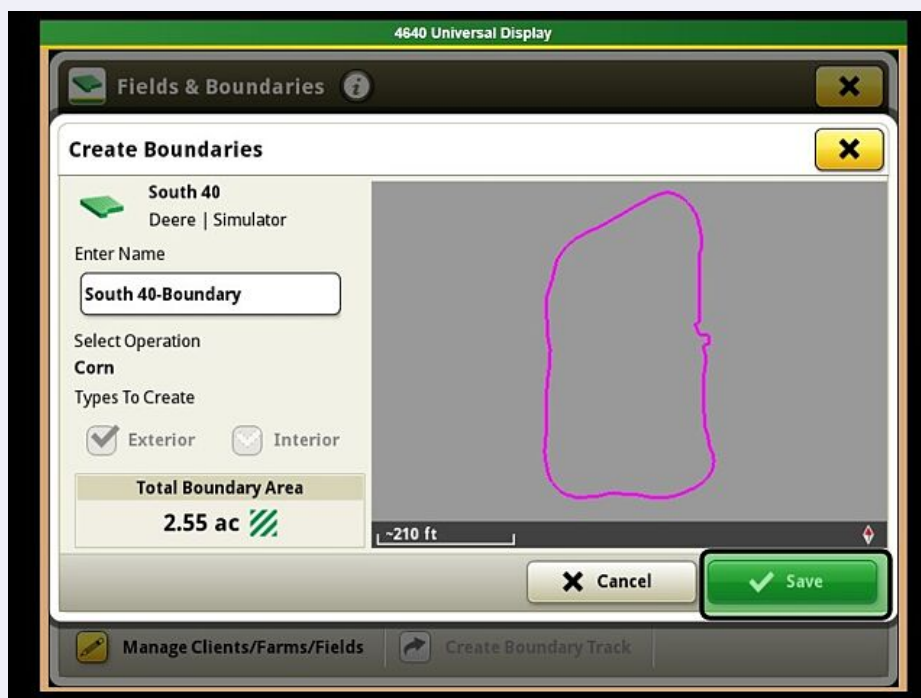 4640 Universal Display
Fields & Boundaries i
Create Boundaries
South 40
Deere | Simulator
Enter Name
South 40-Boundary
Select Operation
Corn
Types To Create
Exterior Interior
Total Boundary Area
2.55 ac
~210 ft
Cancel
Save
Manage Clients/Farms/Fields
Create Boundary Track